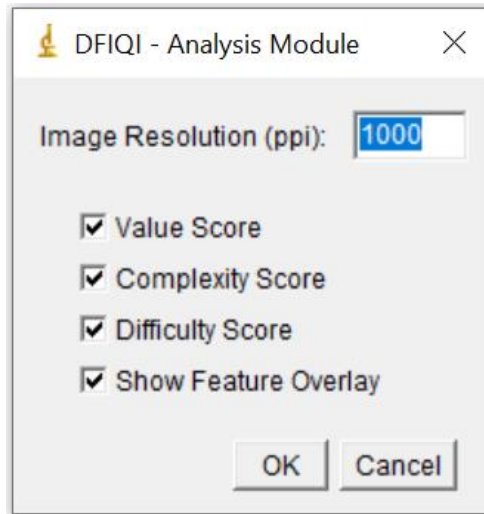 DFIQI - Analysis Module
Image Resolution (ppi): 1000
Value Score
Complexity Score
Difficulty Score
Show Feature Overlay
OK Cancel